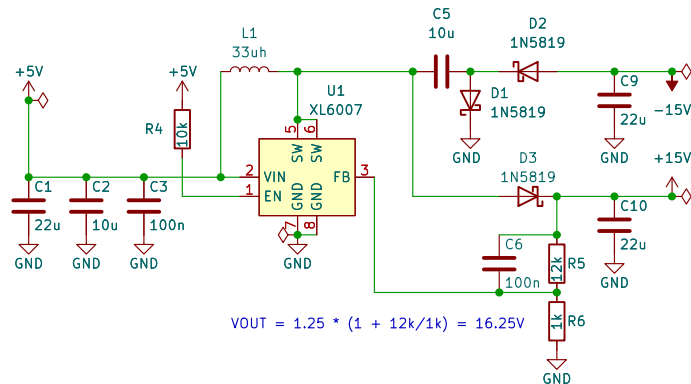 C5
10u
D2
1N5819
L1
33uh
+5V
+5V
U1
XL6007
D1
1N5819
C9
22u
-15V
R4
10k
5
6
SW
SW
GND
GND
2
VIN
FB
3
1
EN
GND
GND
7
8
D3
1N5819
+15V
C1
22u
C2
10u
C3
100n
C10
22u
C6
100n
12k
R5
GND
GND
GND
GND
GND
1k
R6
VOUT = 1.25 * (1 + 12k/1k) = 16.25V
GND